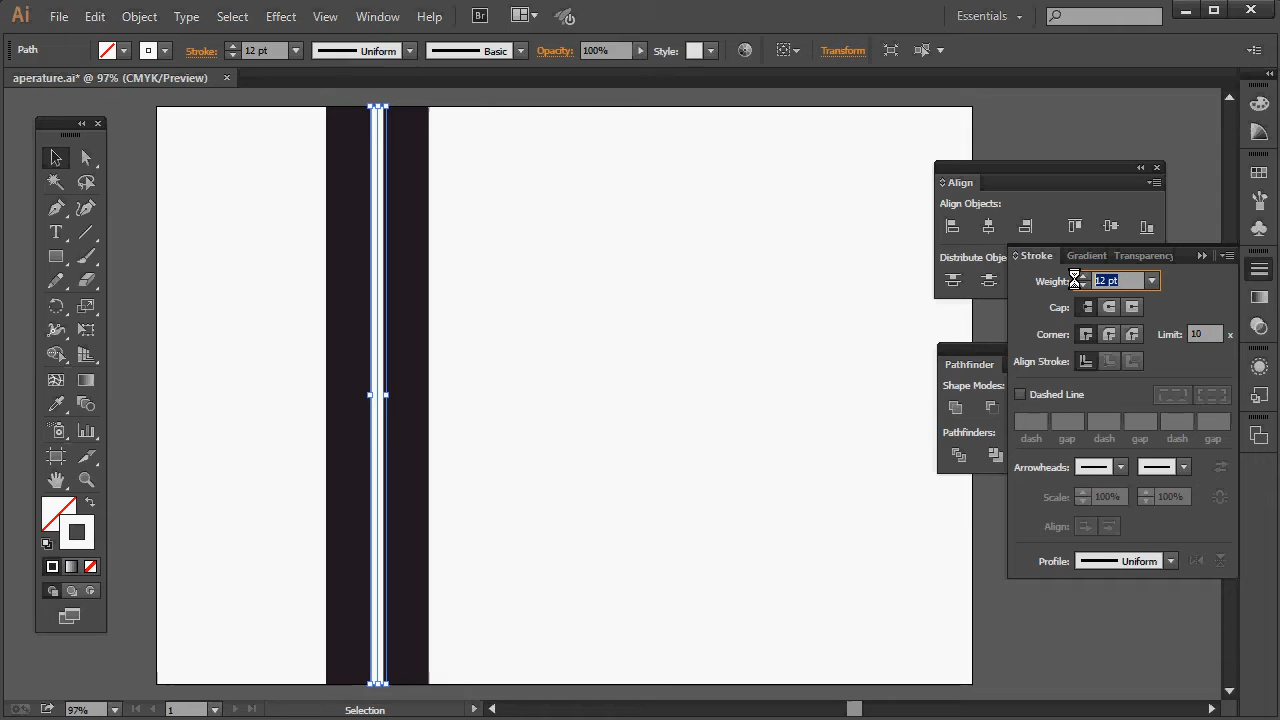 Ai File Edit Object Type Select Effect View Window Help Br Essentials
Path Stroke: 12 pt Uniform Basic Opacity: 100% Style: Transform
aperature.ai* @ 97% (CMYK/Preview) ×
Align
Align Objects:
Distribute Obje
Stroke Gradient Transparency
Weight: 12 pt
Cap:
Corner: Limit: 10 x
Align Stroke:
Pathfinder
Shape Modes:
Pathfinders:
Dashed Line
dash gap dash gap dash gap
Arrowheads:
Scale: 100% 100%
Align:
Profile: Uniform
T
97% 1 Selection